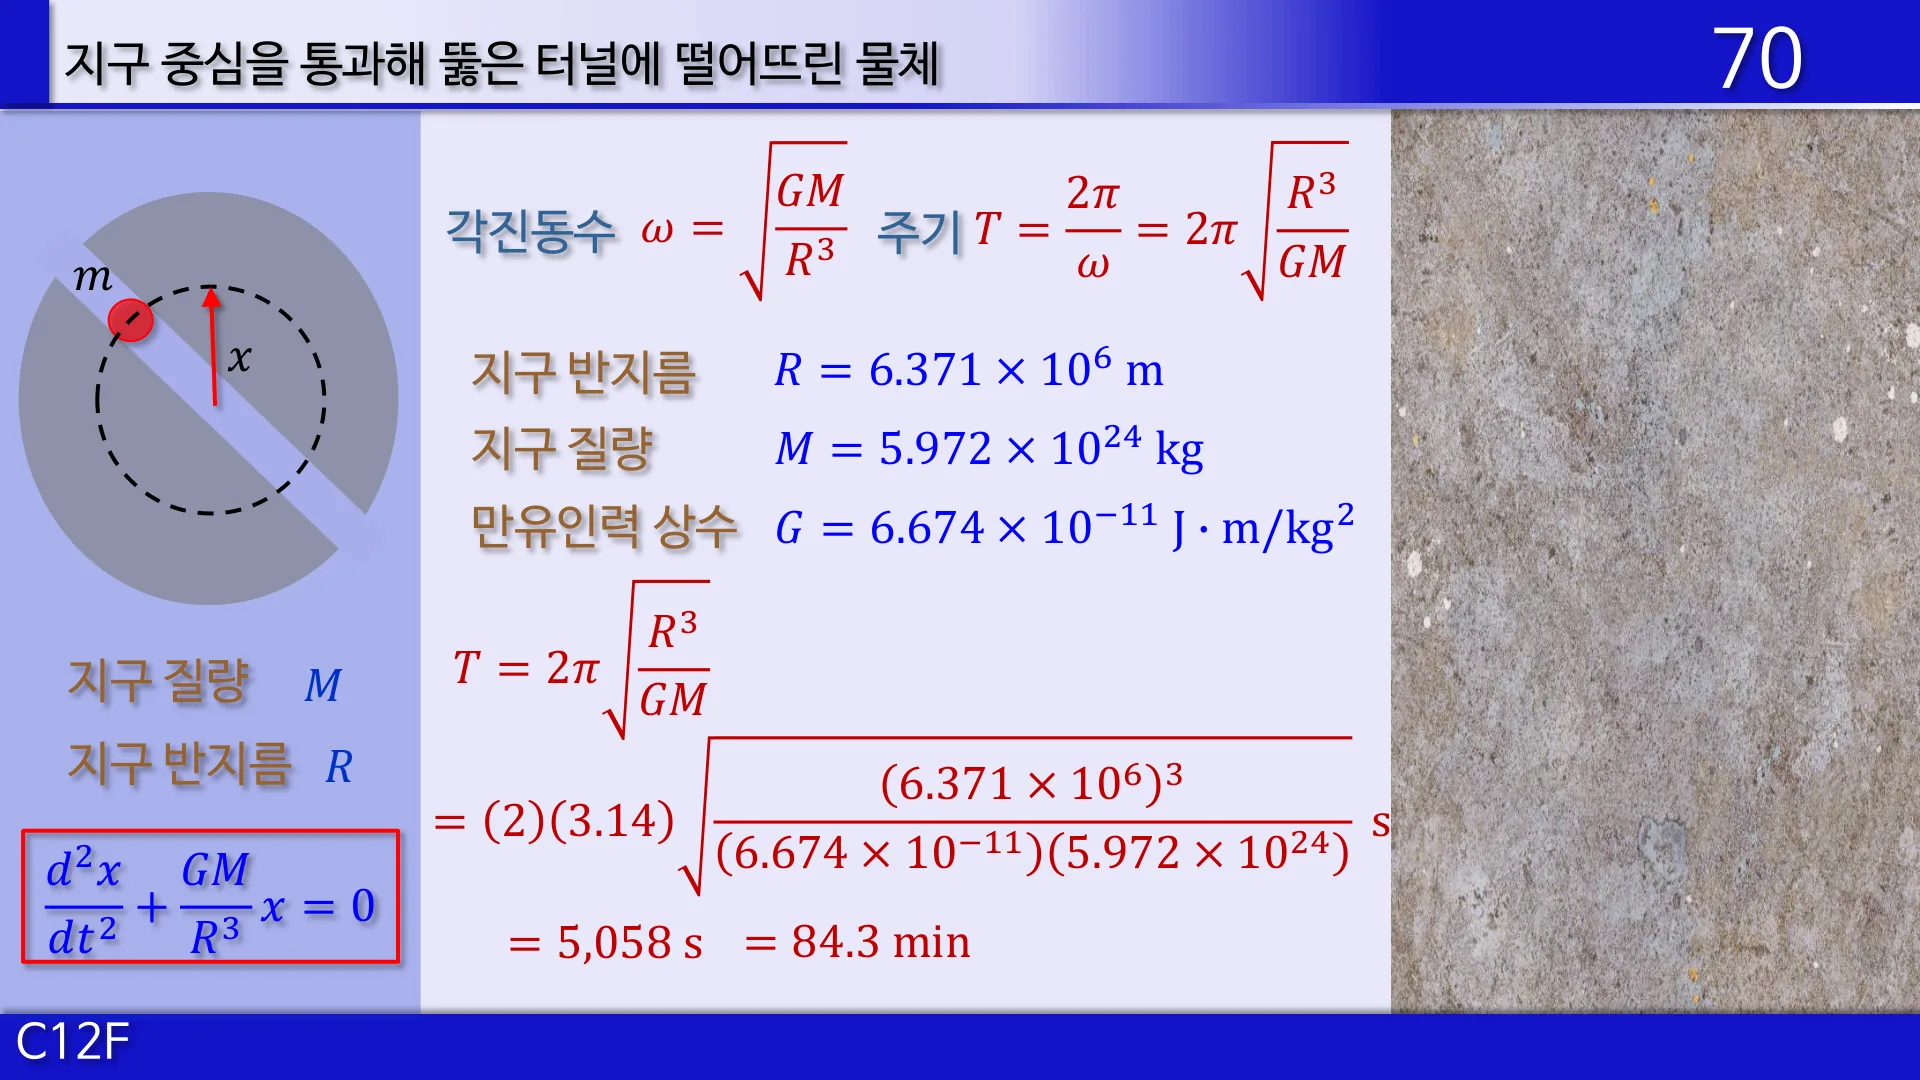 지구 중심을 통과해 뚫은 터널에 떨어뜨린 물체
70
m
x
지구 질량 M
지구 반지름 R
d²x/dt² + GM/R³ x = 0
각진동수 ω = √(GM/R³) 주기 T = 2π/ω = 2π√(R³/GM)
지구 반지름 R = 6.371 × 10⁶ m
지구 질량 M = 5.972 × 10²⁴ kg
만유인력 상수 G = 6.674 × 10⁻¹¹ J · m/kg²
T = 2π√(R³/GM)
= (2)(3.14)√((6.371 × 10⁶)³/(6.674 × 10⁻¹¹)(5.972 × 10²⁴)) s
= 5,058 s = 84.3 min
C12F